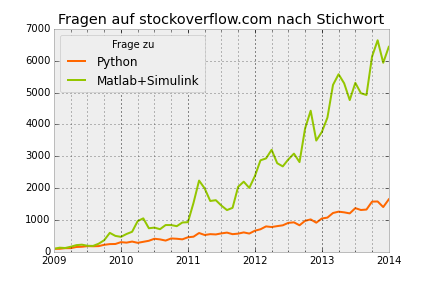 Fragen auf stockoverflow.com nach Stichwort
7000
6000
5000
4000
3000
2000
1000
0
Frage zu
Python
Matlab+Simulink
2009 2010 2011 2012 2013 2014